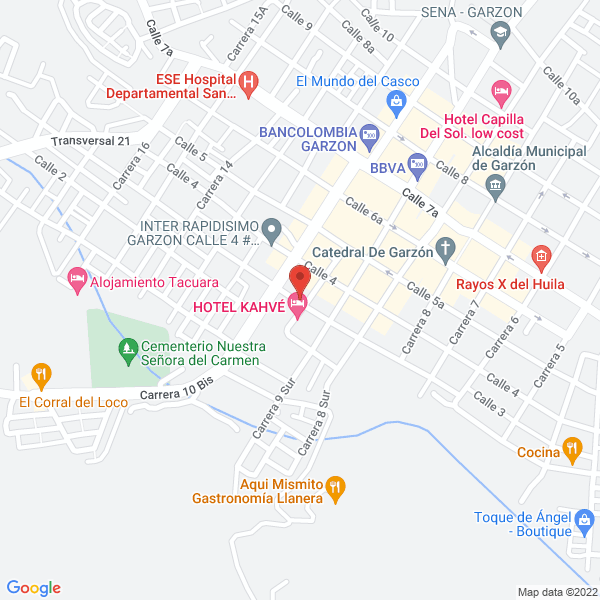 SENA - GARZON
Calle 9
Carrera 15A
Calle 7a
Calle 8a
ESE Hospital
Departamental San...
El Mundo del Casco
Hotel Capilla
Del Sol. low cost
Calle 10a
Transversal 21
BANCOLOMBIA
GARZON
Alcaldía Municipal
de Garzón
Carrera 16
Calle 5
Carrera 14
BBVA
Calle 8
Calle 2
Calle 4
Calle 7a
Calle 6a
INTER RAPIDISIMO
GARZON CALLE 4 #...
Catedral De Garzón
Calle 4
Rayos X del Huila
Alojamiento Tacuara
Calle 5a
HOTEL KAHVÉ
Carrera 7
Carrera 6
Carrera 8
Cementerio Nuestra
Señora del Carmen
El Corral del Loco
Carrera 10 Bis
Carrera 9 Sur
Carrera 8 Sur
Calle 4
Calle 3
Cocina
Aqui Mismito
Gastronomía Llanera
Toque de Ángel
- Boutique
Google
Map data ©2022